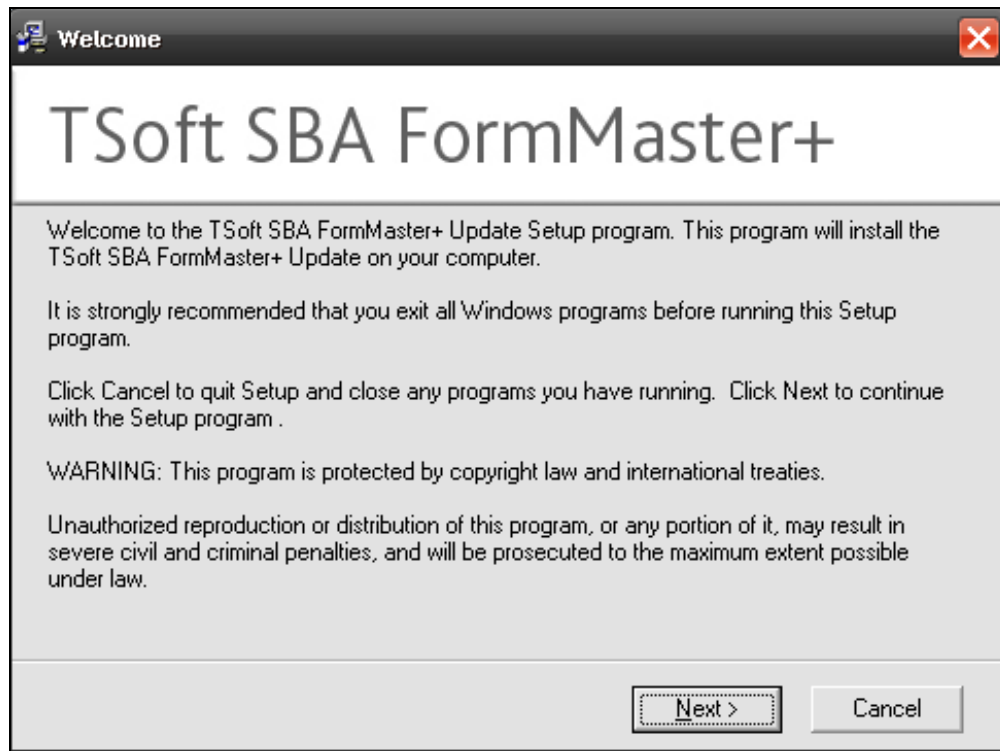 Welcome
TSoft SBA FormMaster+
Welcome to the TSoft SBA FormMaster+ Update Setup program. This program will install the
TSoft SBA FormMaster+ Update on your computer.
It is strongly recommended that you exit all Windows programs before running this Setup
program.
Click Cancel to quit Setup and close any programs you have running.  Click Next to continue
with the Setup program .
WARNING: This program is protected by copyright law and international treaties.
Unauthorized reproduction or distribution of this program, or any portion of it, may result in
severe civil and criminal penalties, and will be prosecuted to the maximum extent possible
under law.
Next >
Cancel